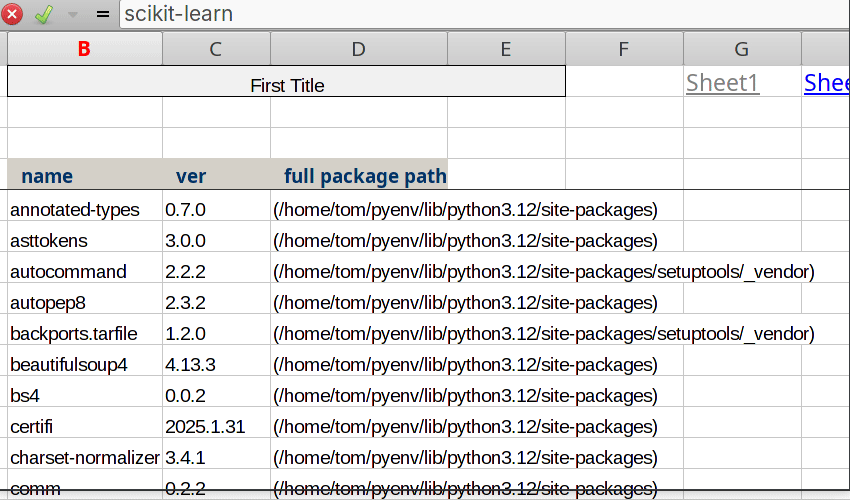 = scikit-learn
B C D E F G
First Title Sheet1 Shee
name ver full package path
annotated-types 0.7.0 (/home/tom/pyenv/lib/python3.12/site-packages)
asttokens 3.0.0 (/home/tom/pyenv/lib/python3.12/site-packages)
autocommand 2.2.2 (/home/tom/pyenv/lib/python3.12/site-packages/setuptools/_vendor)
autopep8 2.3.2 (/home/tom/pyenv/lib/python3.12/site-packages)
backports.tarfile 1.2.0 (/home/tom/pyenv/lib/python3.12/site-packages/setuptools/_vendor)
beautifulsoup4 4.13.3 (/home/tom/pyenv/lib/python3.12/site-packages)
bs4 0.0.2 (/home/tom/pyenv/lib/python3.12/site-packages)
certifi 2025.1.31 (/home/tom/pyenv/lib/python3.12/site-packages)
charset-normalizer 3.4.1 (/home/tom/pyenv/lib/python3.12/site-packages)
comm 0.2.2 (/home/tom/pyenv/lib/python3.12/site-packages)